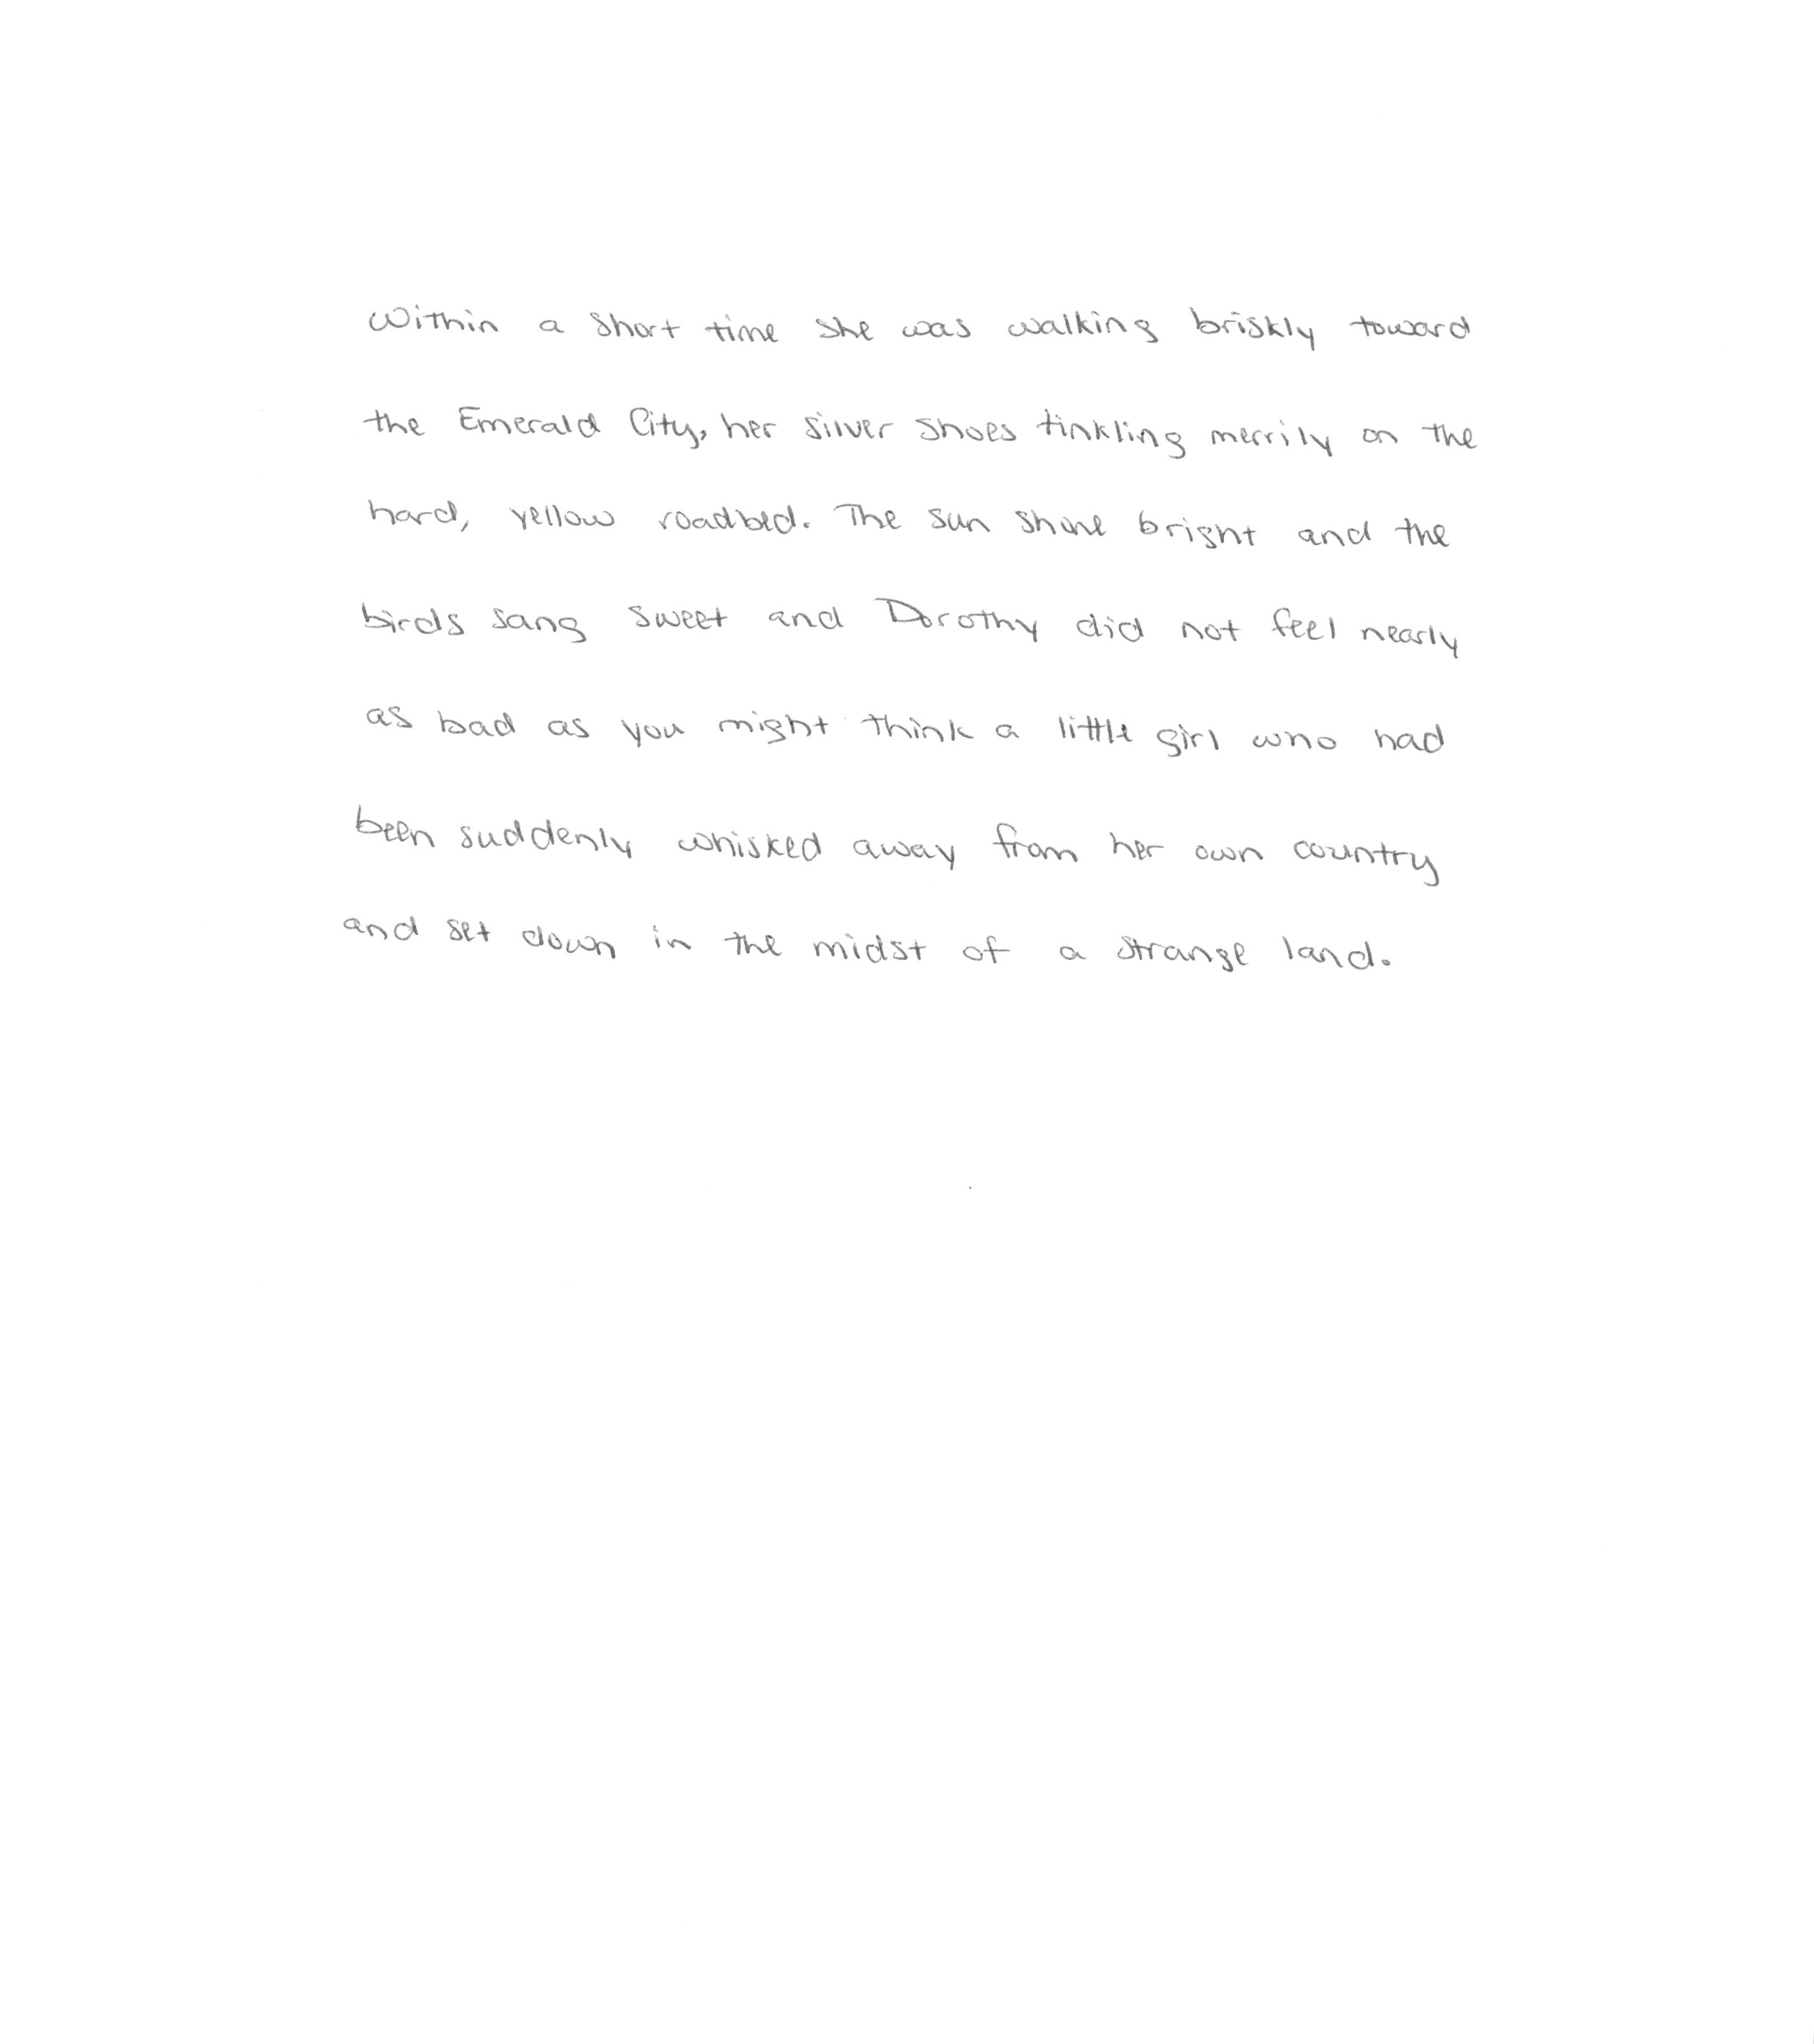 Within a short time she was walking briskly toward
the Emerald City, her silver shoes tinkling merrily on the
hard, yellow roadbed. The sun shone bright and the
birds sang sweet and Dorothy did not feel nearly
as bad as you might think a little girl who had
been suddenly whisked away from her own country
and set down in the midst of a strange land.